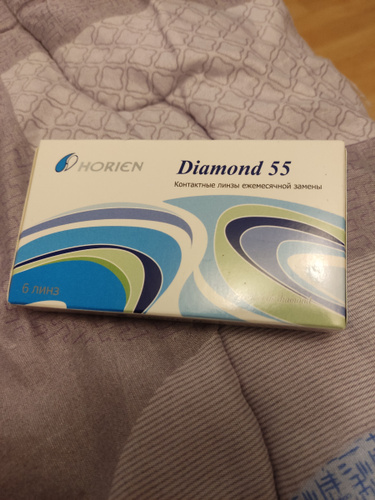 HORIEN
Diamond 55
Контактные линзы ежемесячной замены
6 линз